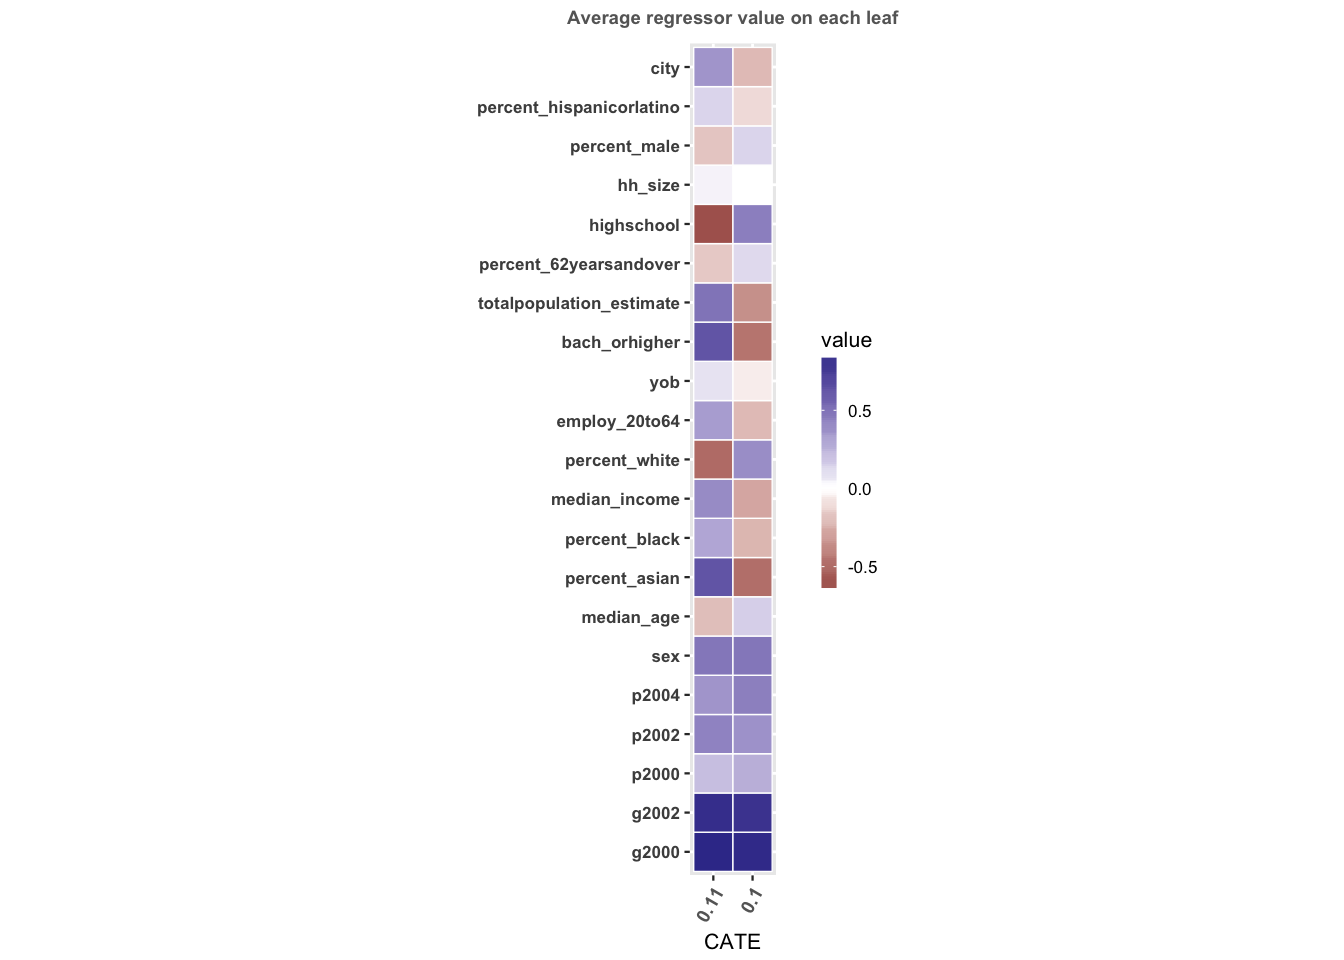 Average regressor value on each leaf
city
percent_hispanicorlatino
percent_male
hh_size
highschool
percent_62yearsandover
totalpopulation_estimate
bach_orhigher
yob
employ_20to64
percent_white
median_income
percent_black
percent_asian
median_age
sex
p2004
p2002
p2000
g2002
g2000
0.11 0.1
CATE
value
0.5
0.0
-0.5